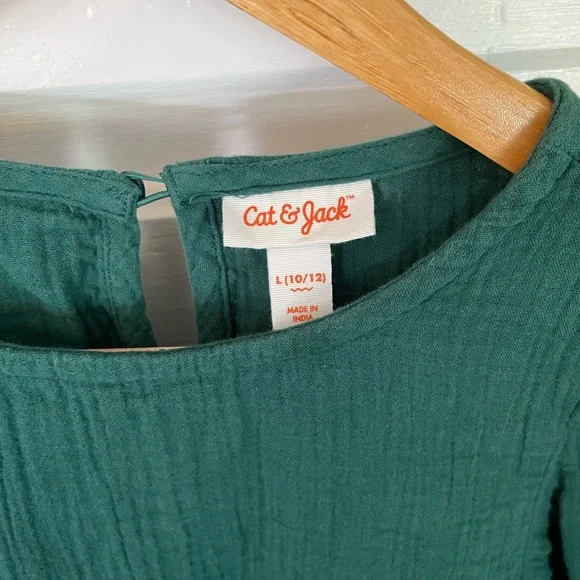 Cat & Jack™
L (10/12)
MADE IN
INDIA